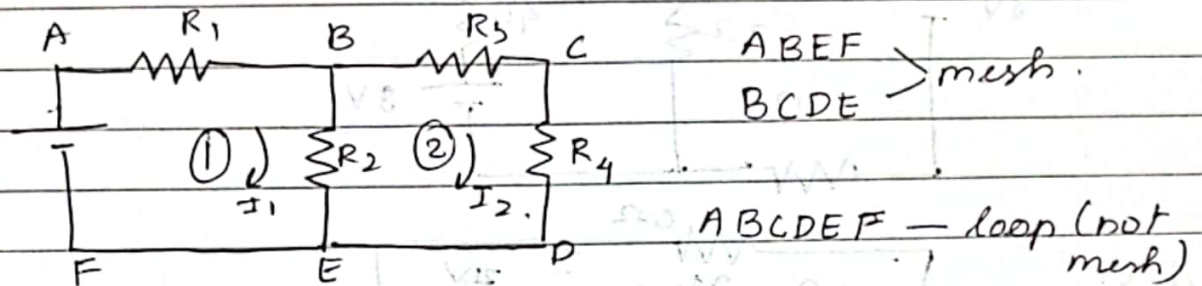 A R₁ B R₃ C
ABEF
BCDE > mesh.
① I₁ R₂ ② I₂. R₄
ABCDEF — loop (not
mesh)
F E D